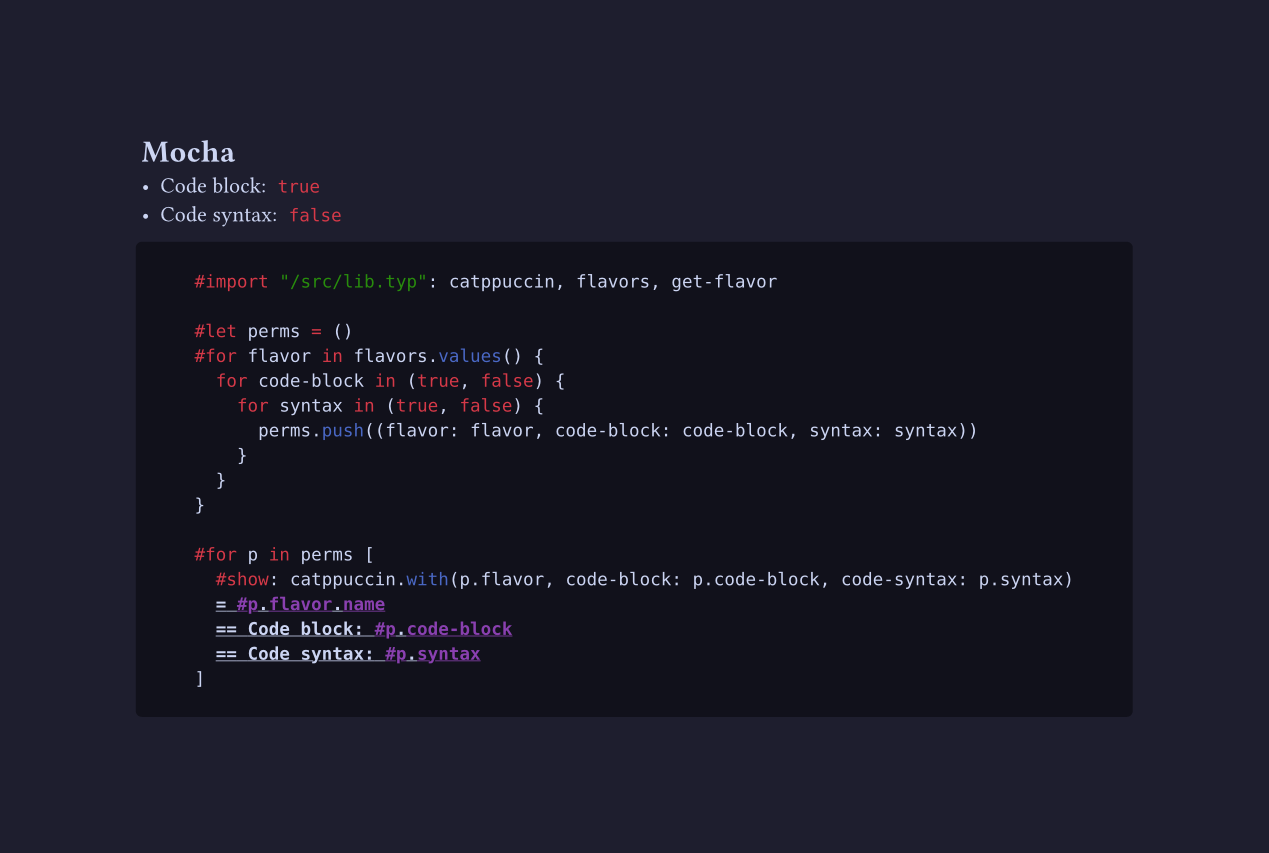 Mocha
• Code block: true
• Code syntax: false
#import "/src/lib.typ": catppuccin, flavors, get-flavor

#let perms = ()
#for flavor in flavors.values() {
  for code-block in (true, false) {
    for syntax in (true, false) {
      perms.push((flavor: flavor, code-block: code-block, syntax: syntax))
    }
  }
}

#for p in perms [
  #show: catppuccin.with(p.flavor, code-block: p.code-block, code-syntax: p.syntax)
  = #p.flavor.name
  == Code block: #p.code-block
  == Code syntax: #p.syntax
]